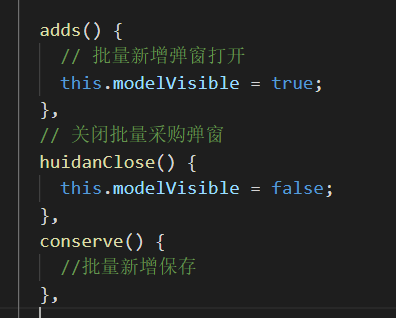 adds() {
// 批量新增弹窗打开
this.modelVisible = true;
},
// 关闭批量采购弹窗
huidanClose() {
this.modelVisible = false;
},
conserve() {
//批量新增保存
},